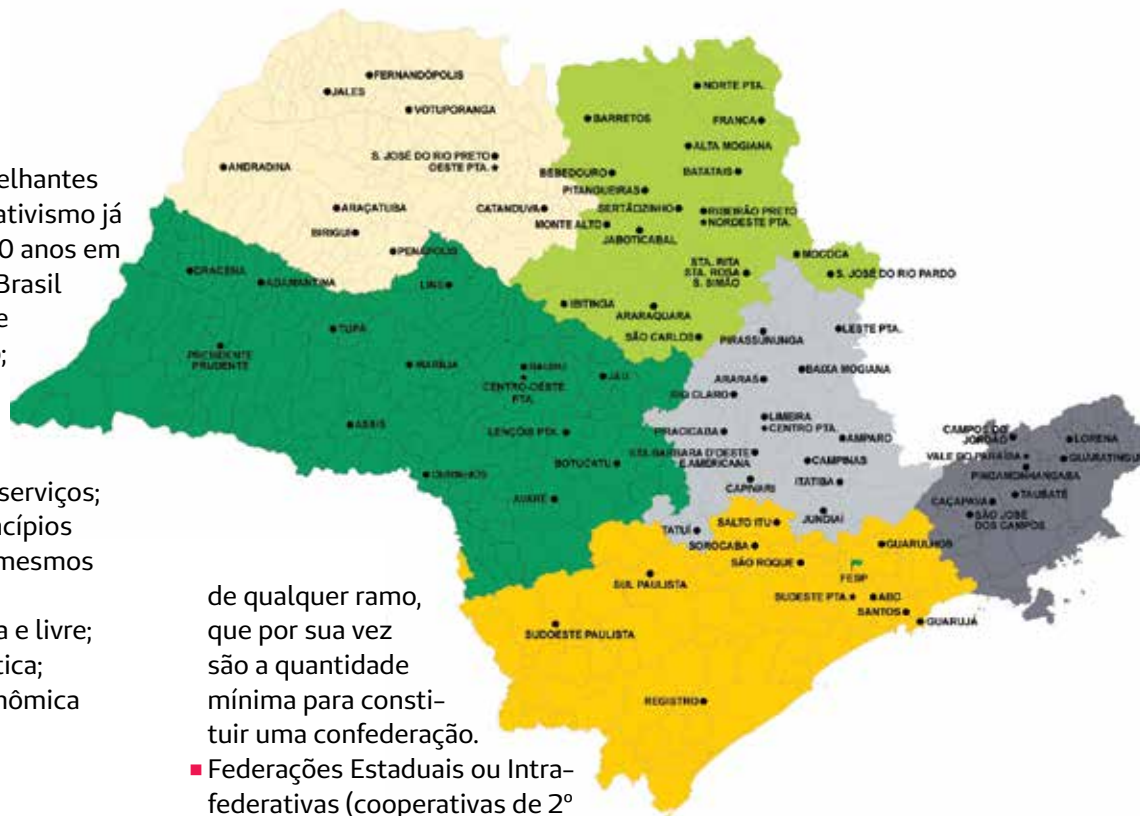 elhantes
ativismo já
0 anos em
Brasil
e
;
serviços;
ncípios
mesmos
a e livre;
tica;
nômica
de qualquer ramo,
que por sua vez
são a quantidade
mínima para consti-
tuir uma confederação.
Federações Estaduais ou Intra-
federativas (cooperativas de 2º
FERNANDÓPOLIS
JALES
VOTUPORANGA
ANDRADINA
S. JOSÉ DO RIO PRETO
OESTE PTA.
ARAÇATUBA
CATANDUVA
BIRIGUI
PENÁPOLIS
NORTE PTA.
BARRETOS
FRANCA
ALTA MOGIANA
BEBEDOURO
BATATAIS
PITANGUEIRAS
SERTÃOZINHO
RIBEIRÃO PRETO
NORDESTE PTA.
MONTE ALTO
JABOTICABAL
MOCOCA
STA. RITA
STA. ROSA
S. SIMÃO
S. JOSÉ DO RIO PARDO
IBITINGA
ARARAQUARA
SÃO CARLOS
DRACENA
ADAMANTINA
LINS
TUPÃ
PRESIDENTE
PRUDENTE
MARÍLIA
BAURU
CENTRO-OESTE
PTA.
JAÚ
ASSIS
LENÇÓIS PTA.
OURINHOS
BOTUCATU
AVARÉ
PIRASSUNUNGA
LESTE PTA.
ARARAS
BAIXA MOGIANA
RIO CLARO
LIMEIRA
CENTRO PTA.
PIRACICABA
AMPARO
STA. BARBARA D'OESTE
E AMERICANA
CAMPINAS
CAPIVARI
ITATIBA
TATUÍ
SALTO ITU
JUNDIAÍ
CAMPOS DO
JORDÃO
LORENA
VALE DO PARAÍBA
GUARATINGUETÁ
PINDAMONHANGABA
TAUBATÉ
CAÇAPAVA
SÃO JOSÉ
DOS CAMPOS
SOROCABA
GUARULHOS
SÃO ROQUE
SUL PAULISTA
FESP
SUDESTE PTA.
ABC
SANTOS
GUARUJÁ
SUDOESTE PAULISTA
REGISTRO